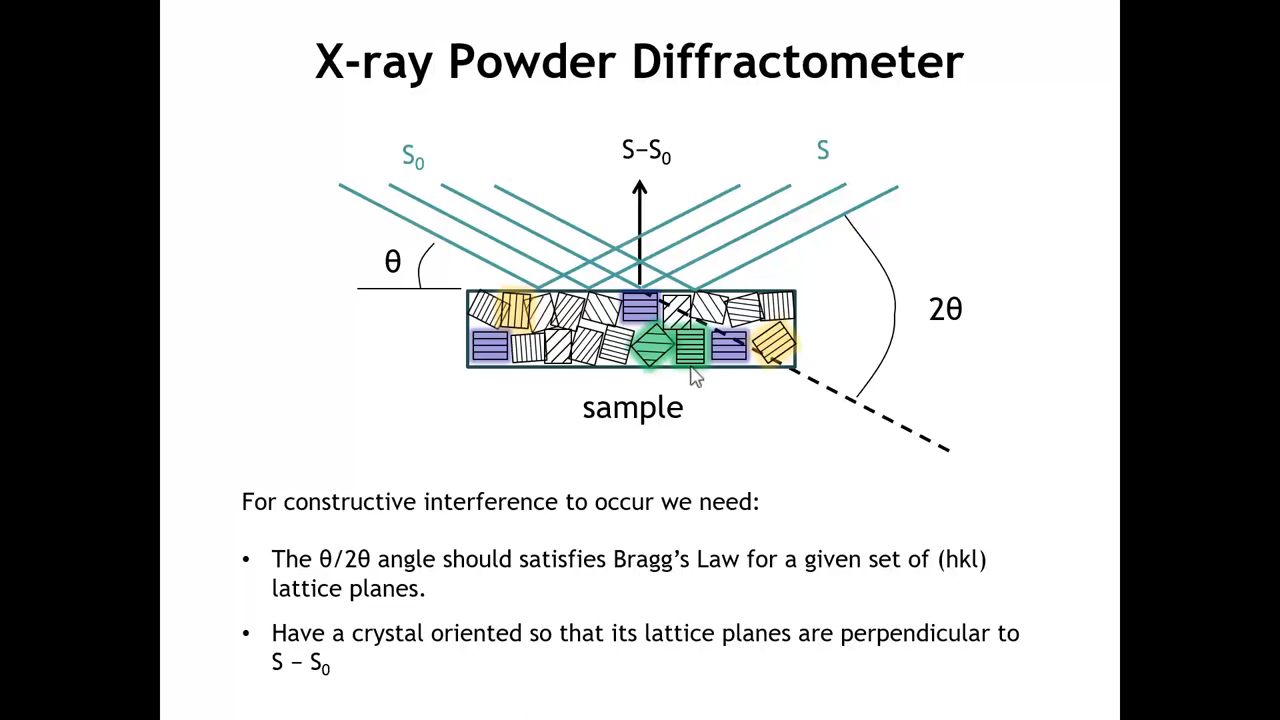 X-ray Powder Diffractometer
S₀
S−S₀
S
θ
2θ
sample
For constructive interference to occur we need:
• The θ/2θ angle should satisfies Bragg's Law for a given set of (hkl)
lattice planes.
• Have a crystal oriented so that its lattice planes are perpendicular to
S − S₀